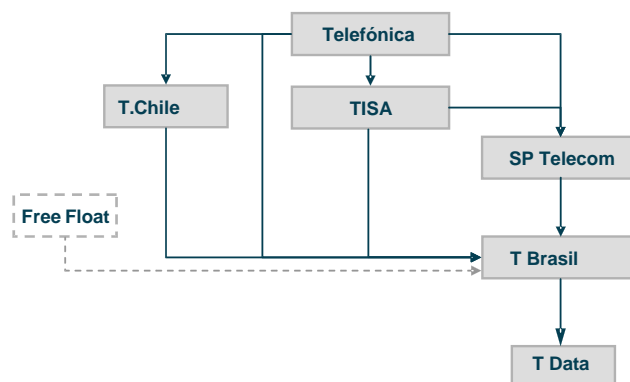 Telefónica
T.Chile
TISA
SP Telecom
Free Float
T Brasil
T Data